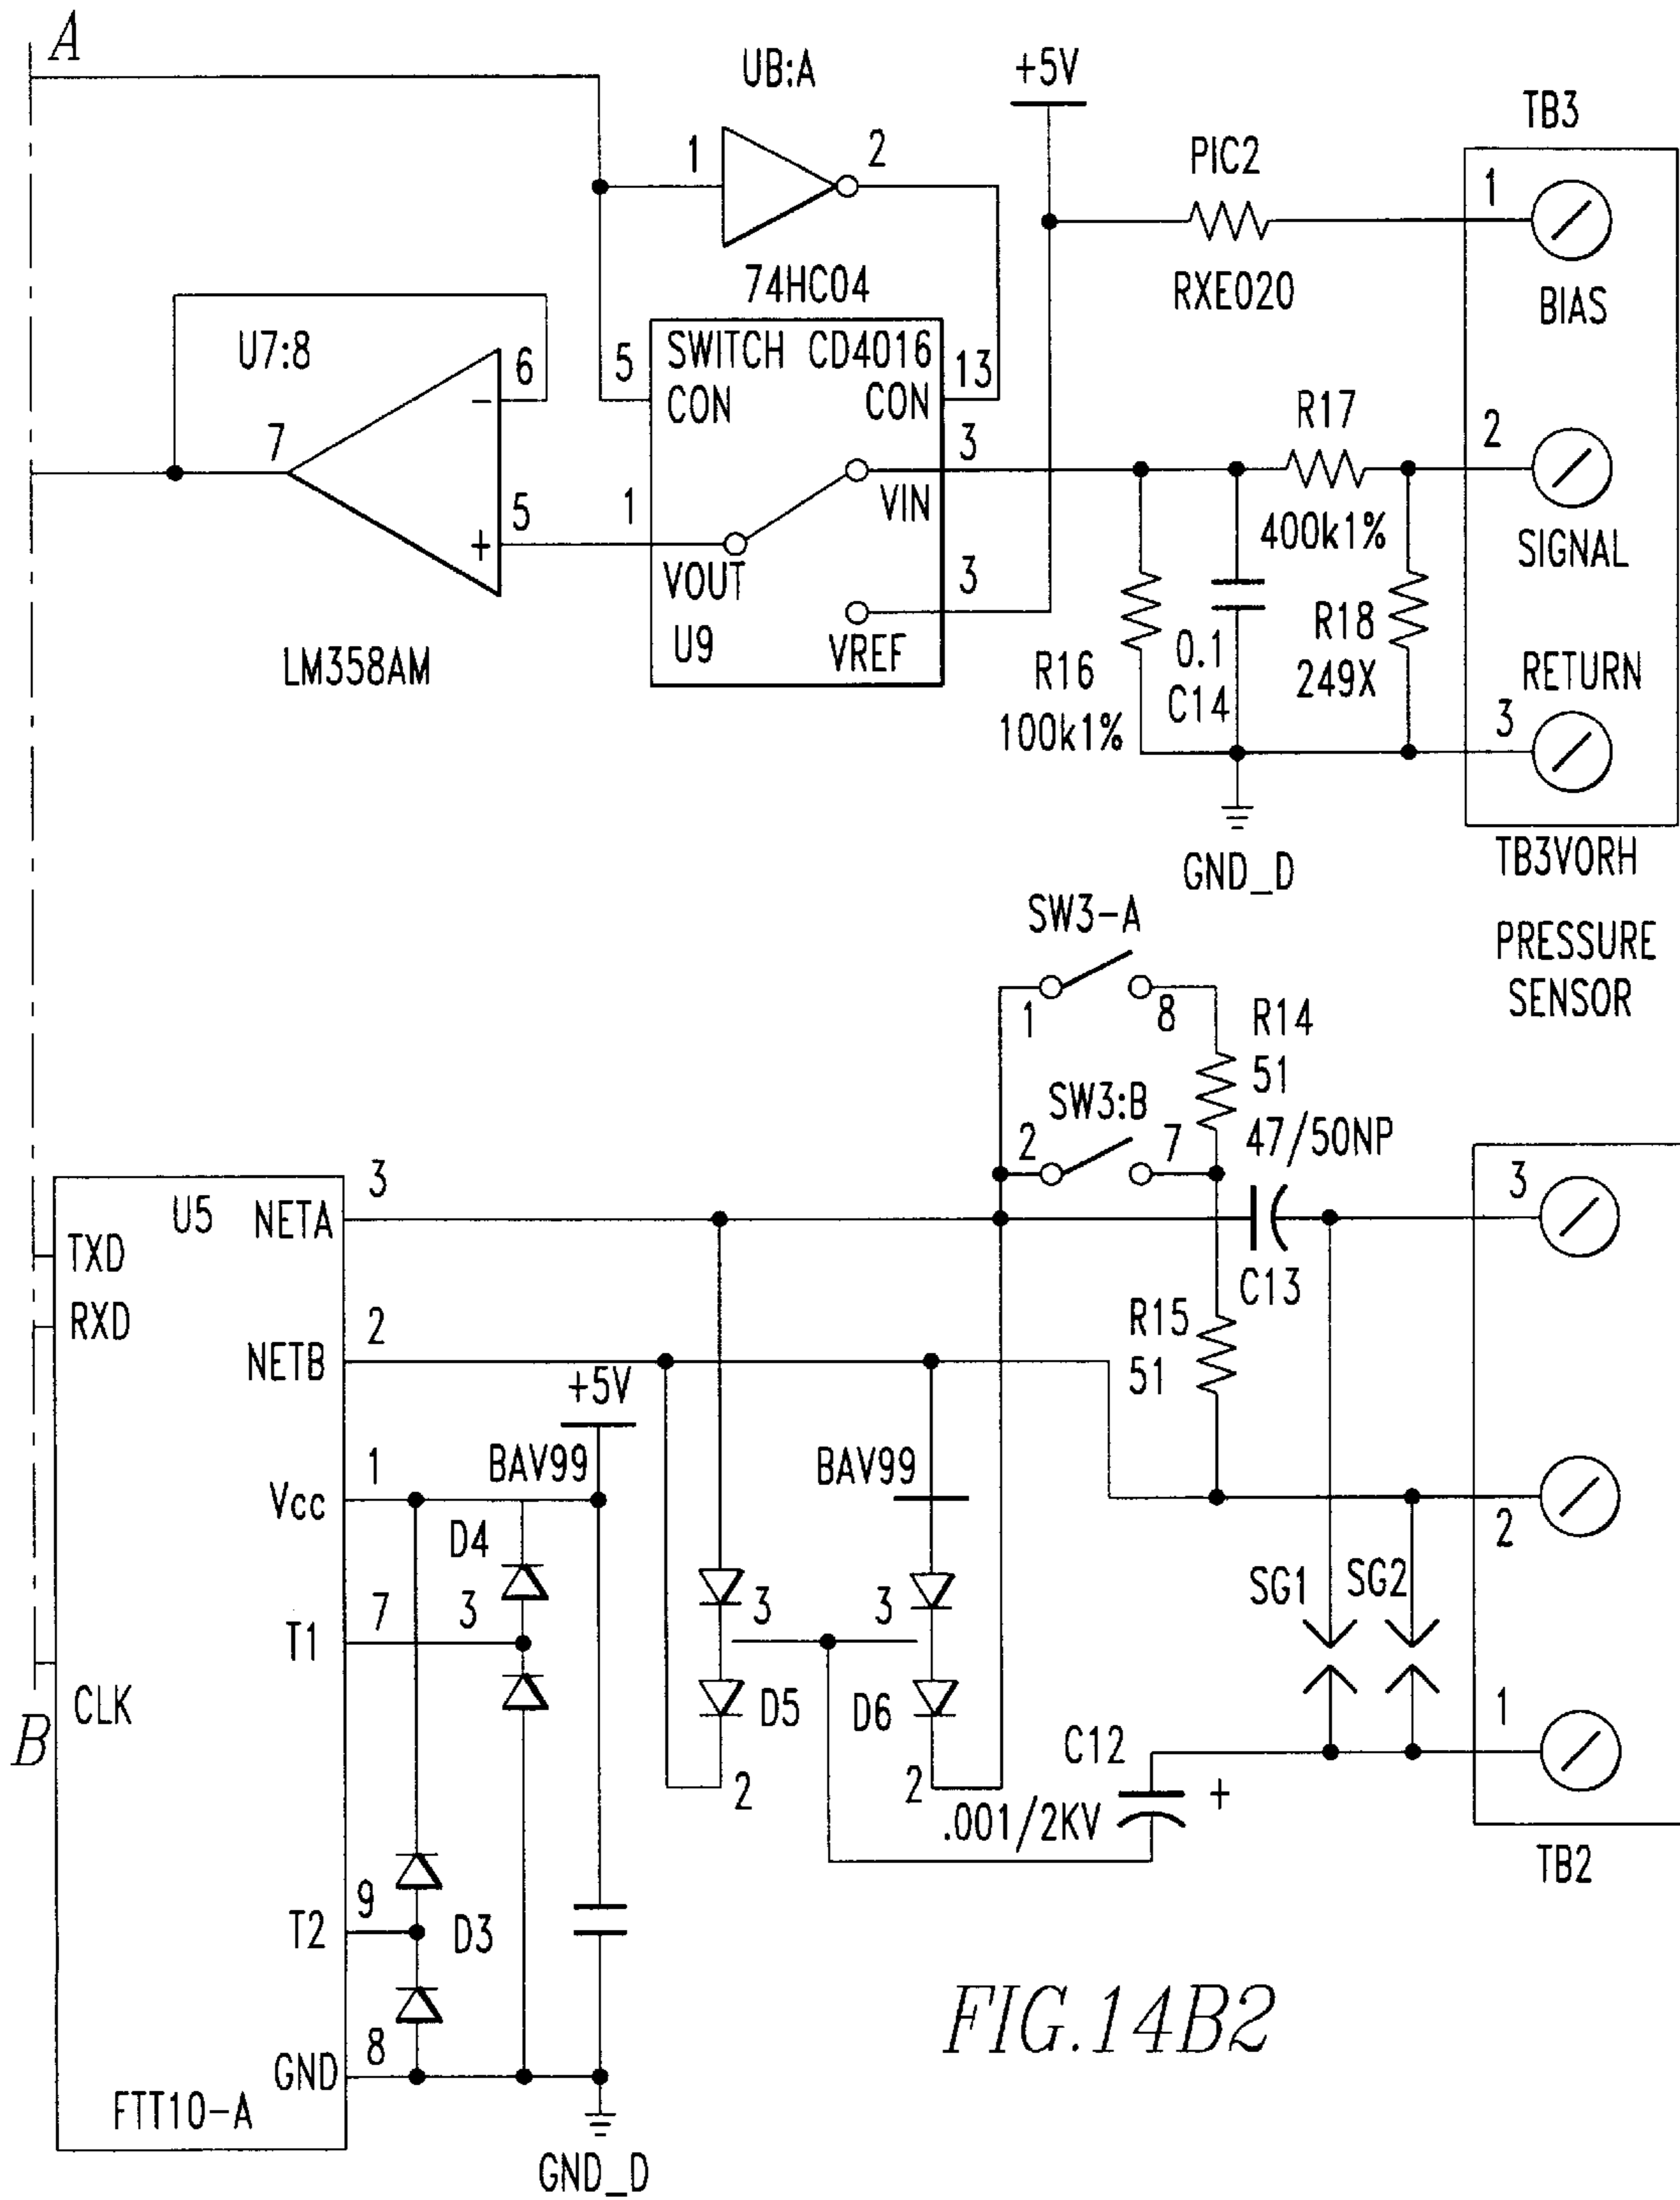 A
UB:A
+5V
TB3
1
2
PIC2
1
74HC04
RXE020
BIAS
U7:8
6
-
5
SWITCH CD4016
13
CON
CON
R17
2
7
3
5
1
VIN
400k1%
SIGNAL
+
VOUT
3
R18
U9
VREF
0.1
249X
RETURN
LM358AM
R16
C14
3
100k1%
GND_D
TB3VORH
SW3-A
PRESSURE
SENSOR
1
8
R14
51
SW3:B
2
7
47/50NP
3
3
U5
NETA
TXD
C13
RXD
2
R15
NETB
51
+5V
1
BAV99
BAV99
Vcc
2
D4
SG1
SG2
7
3
3
3
T1
CLK
D5
D6
1
B
C12
2
2
+
.001/2KV
TB2
9
T2
D3
8
GND
FIG.14B2
FTT10-A
GND_D